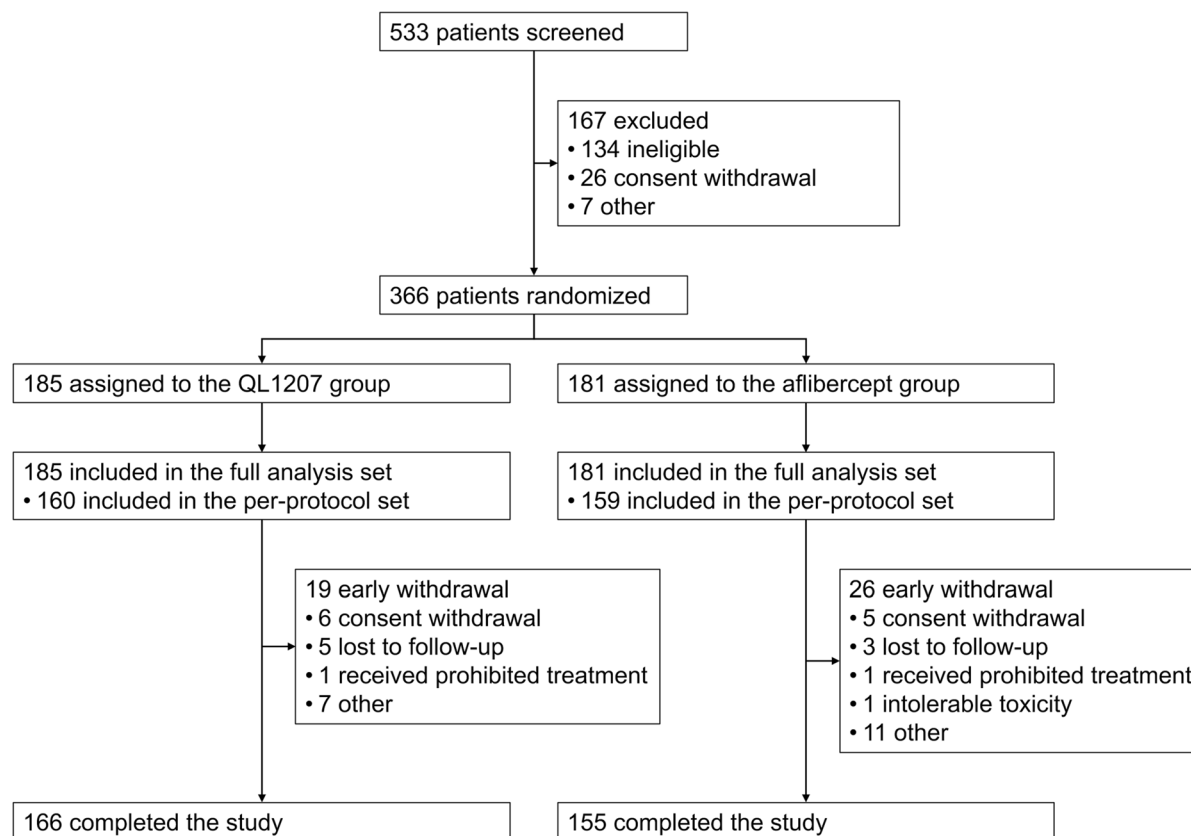 533 patients screened
167 excluded
• 134 ineligible
• 26 consent withdrawal
• 7 other
366 patients randomized
185 assigned to the QL1207 group
181 assigned to the aflibercept group
185 included in the full analysis set
• 160 included in the per-protocol set
181 included in the full analysis set
• 159 included in the per-protocol set
19 early withdrawal
• 6 consent withdrawal
• 5 lost to follow-up
• 1 received prohibited treatment
• 7 other
26 early withdrawal
• 5 consent withdrawal
• 3 lost to follow-up
• 1 received prohibited treatment
• 1 intolerable toxicity
• 11 other
166 completed the study
155 completed the study